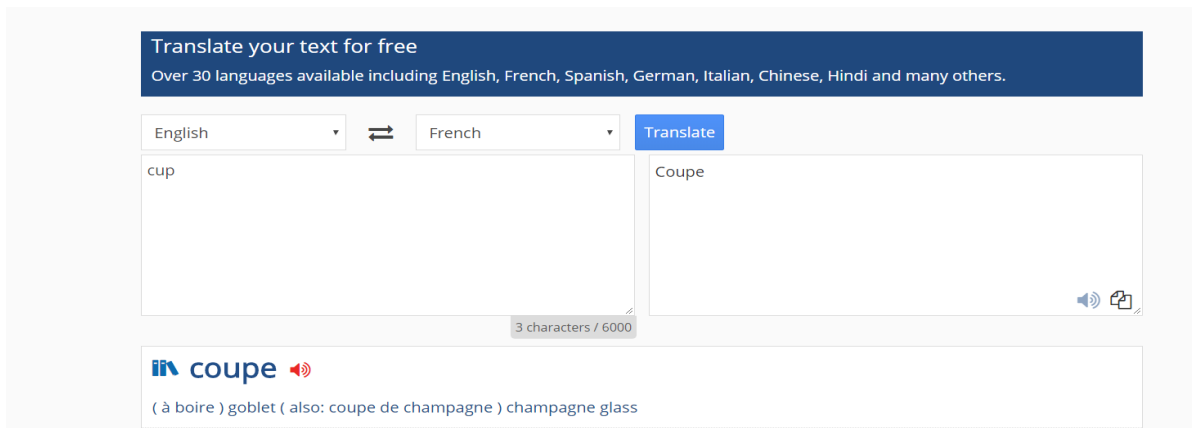 Translate your text for free
Over 30 languages available including English, French, Spanish, German, Italian, Chinese, Hindi and many others.
English French Translate
cup Coupe
3 characters / 6000
coupe
( à boire ) goblet ( also: coupe de champagne ) champagne glass